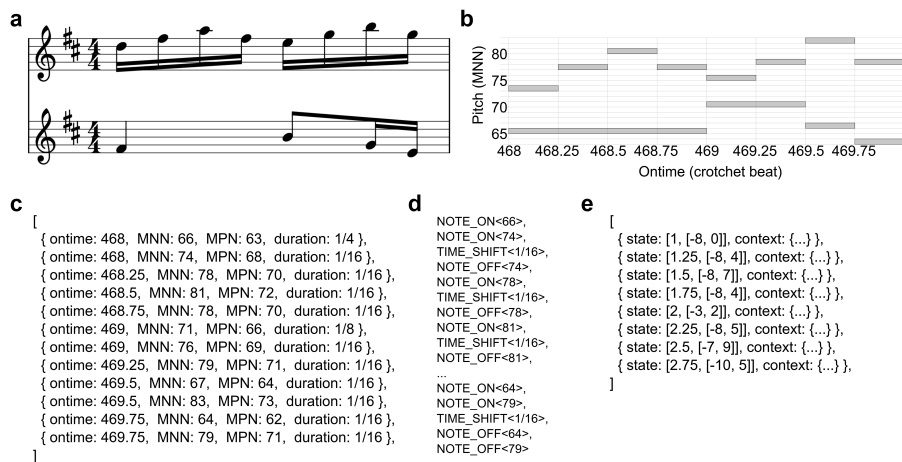 a
4
4
4
4
b
Pitch (MNN)
80
75
70
65
468 468.25 468.5 468.75 469 469.25 469.5 469.75
Ontime (crotchet beat)
c
[
{ ontime: 468, MNN: 66, MPN: 63, duration: 1/4 },
{ ontime: 468, MNN: 74, MPN: 68, duration: 1/16 },
{ ontime: 468.25, MNN: 78, MPN: 70, duration: 1/16 },
{ ontime: 468.5, MNN: 81, MPN: 72, duration: 1/16 },
{ ontime: 468.75, MNN: 78, MPN: 70, duration: 1/16 },
{ ontime: 469, MNN: 71, MPN: 66, duration: 1/8 },
{ ontime: 469, MNN: 76, MPN: 69, duration: 1/16 },
{ ontime: 469.25, MNN: 79, MPN: 71, duration: 1/16 },
{ ontime: 469.5, MNN: 67, MPN: 64, duration: 1/16 },
{ ontime: 469.5, MNN: 83, MPN: 73, duration: 1/16 },
{ ontime: 469.75, MNN: 64, MPN: 62, duration: 1/16 },
{ ontime: 469.75, MNN: 79, MPN: 71, duration: 1/16 },
]
d
NOTE_ON<66>,
NOTE_ON<74>,
TIME_SHIFT<1/16>,
NOTE_OFF<74>,
NOTE_ON<78>,
TIME_SHIFT<1/16>,
NOTE_OFF<78>,
NOTE_ON<81>,
TIME_SHIFT<1/16>,
NOTE_OFF<81>,
...
NOTE_ON<64>,
NOTE_ON<79>,
TIME_SHIFT<1/16>,
NOTE_OFF<64>,
NOTE_OFF<79>
e
[
{ state: [1, [-8, 0]], context: {...} },
{ state: [1.25, [-8, 4]], context: {...} },
{ state: [1.5, [-8, 7]], context: {...} },
{ state: [1.75, [-8, 4]], context: {...} },
{ state: [2, [-3, 2]], context: {...} },
{ state: [2.25, [-8, 5]], context: {...} },
{ state: [2.5, [-7, 9]], context: {...} },
{ state: [2.75, [-10, 5]], context: {...} },
]